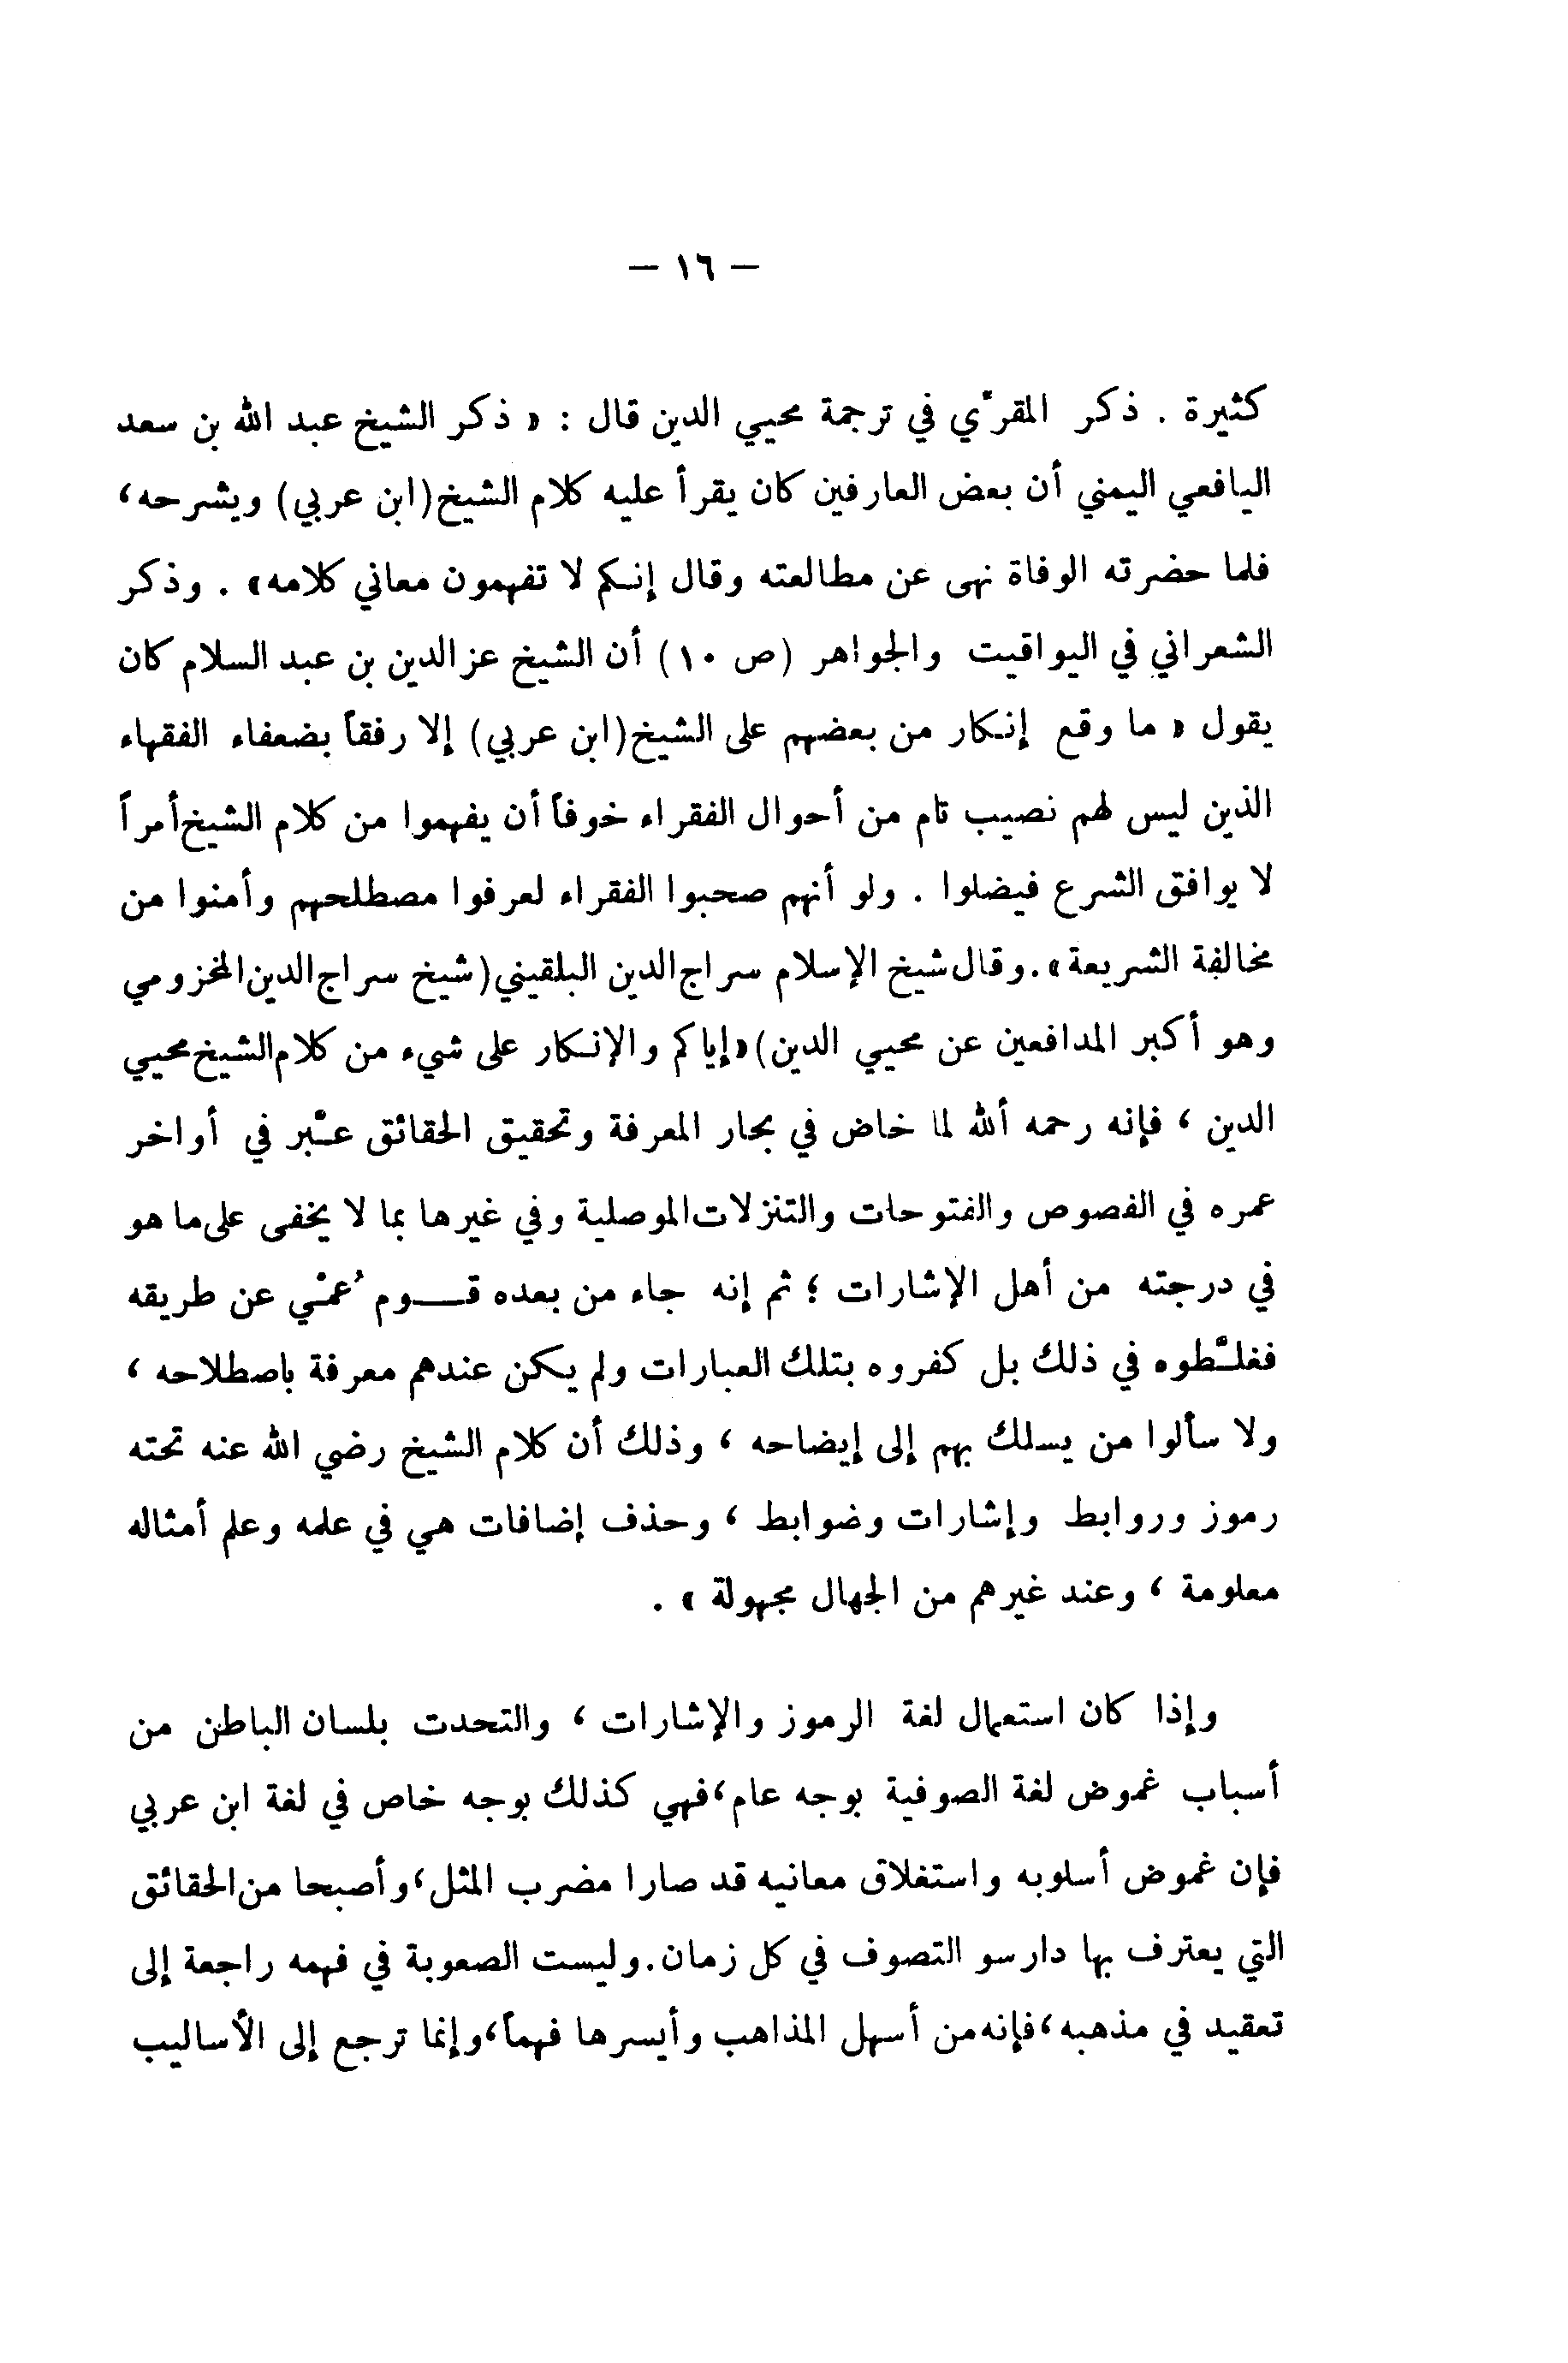 — ١٦ —
كثيرة . ذكر المقرّي في ترجمة محيي الدين قال : « ذكر الشيخ عبد الله بن سعد
اليافعي اليمني أن بعض العارفين كان يقرأ عليه كلام الشيخ (ابن عربي) ويشرحه،
فلما حضرته الوفاة نهى عن مطالعته وقال إنكم لا تفهمون معاني كلامه» . وذكر
الشعراني في اليواقيت والجواهر (ص ١٠) أن الشيخ عز الدين بن عبد السلام كان
يقول « ما وقع إنكار من بعضهم على الشيخ (ابن عربي) إلا رفقاً بضعفاء الفقهاء
الذين ليس لهم نصيب تام من أحوال الفقراء خوفاً أن يفهموا من كلام الشيخ أمراً
لا يوافق الشرع فيضلوا . ولو أنهم صحبوا الفقراء لعرفوا مصطلحهم وأمنوا من
مخالفة الشريعة» . وقال شيخ الإسلام سراج الدين البلقيني (شيخ سراج الدين المخزومي
وهو أكبر المدافعين عن محيي الدين) «إياكم والإنكار على شيء من كلام الشيخ محيي
الدين ، فإنه رحمه ألله لما خاض في بحار المعرفة وتحقيق الحقائق عبّر في أواخر
عمره في الفصوص والفتوحات والتنزلات الموصلية وفي غيرها بما لا يخفى على ما هو
في درجته من أهل الإشارات ؛ ثم إنه جاء من بعده قـــوم عُمْي عن طريقه
فغلّطوه في ذلك بل كفروه بتلك العبارات ولم يكن عندهم معرفة باصطلاحه ،
ولا سألوا من يسلك بهم إلى إيضاحه ، وذلك أن كلام الشيخ رضي الله عنه تحته
رموز وروابط وإشارات وضوابط ، وحذف إضافات هي في علمه وعلم أمثاله
معلومة ، وعند غيرهم من الجهال مجهولة » .
وإذا كان استعمال لغة الرموز والإشارات ، والتحدت بلسان الباطن من
أسباب غموض لغة الصوفية بوجه عام، فهي كذلك بوجه خاص في لغة ابن عربي
فإن غموض أسلوبه واستغلاق معانيه قد صارا مضرب المثل، وأصبحا من الحقائق
التي يعترف بها دارسو التصوف في كل زمان. وليست الصعوبة في فهمه راجعة إلى
تعقيد في مذهبه، فإنه من أسهل المذاهب وأيسرها فهماً، وإنما ترجع إلى الأساليب